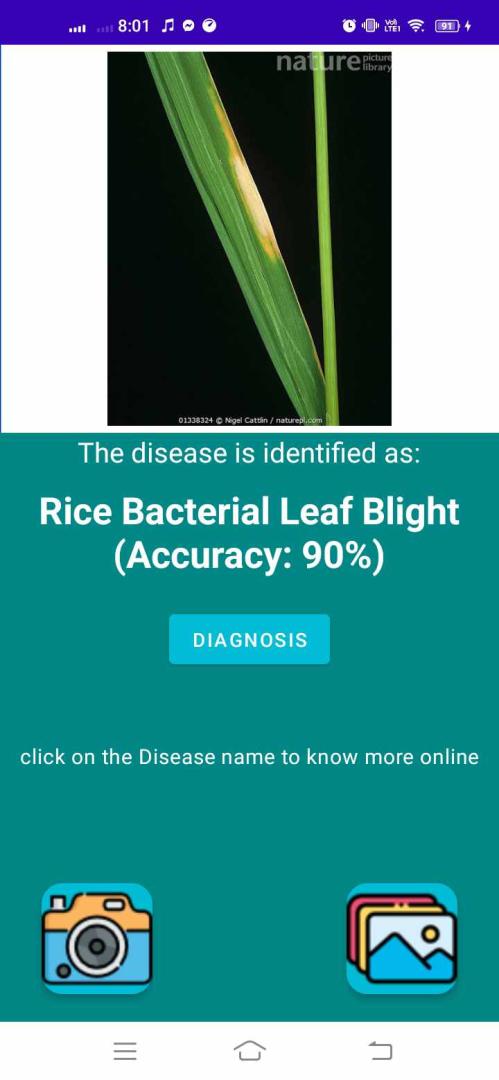 8:01
Vo)
LTE1
91
nature picture
library
01338324 © Nigel Cattlin / naturepl.com
The disease is identified as:
Rice Bacterial Leaf Blight
(Accuracy: 90%)
DIAGNOSIS
click on the Disease name to know more online